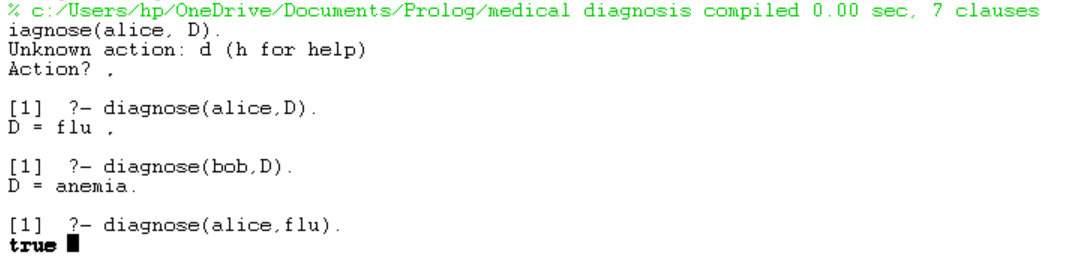 % c:/Users/hp/OneDrive/Documents/Prolog/medical diagnosis compiled 0.00 sec, 7 clauses
iagnose(alice, D).
Unknown action: d (h for help)
Action? ,
[1]  ?- diagnose(alice,D).
D = flu ,
[1]  ?- diagnose(bob,D).
D = anemia.
[1]  ?- diagnose(alice,flu).
true